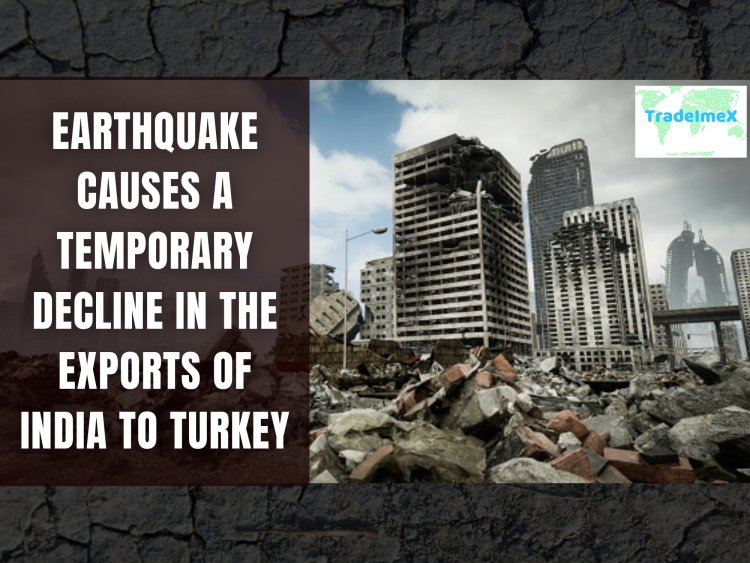 EARTHQUAKE
CAUSES A
TEMPORARY
DECLINE IN THE
EXPORTS OF
INDIA TO TURKEY
TradeImeX